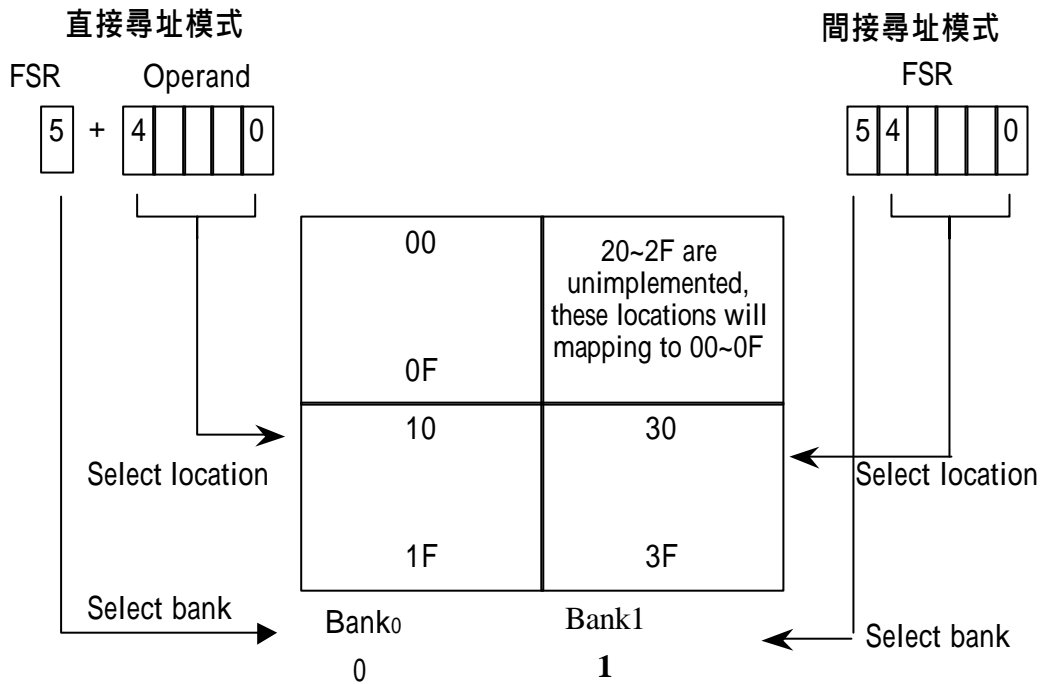 直接尋址模式
FSR Operand
5 + 4 0
間接尋址模式
FSR
5 4 0
00
0F
20~2F are
unimplemented,
these locations will
mapping to 00~0F
10
1F
30
3F
Select location
Select location
Select bank
Select bank
Bank0
0
Bank1
1